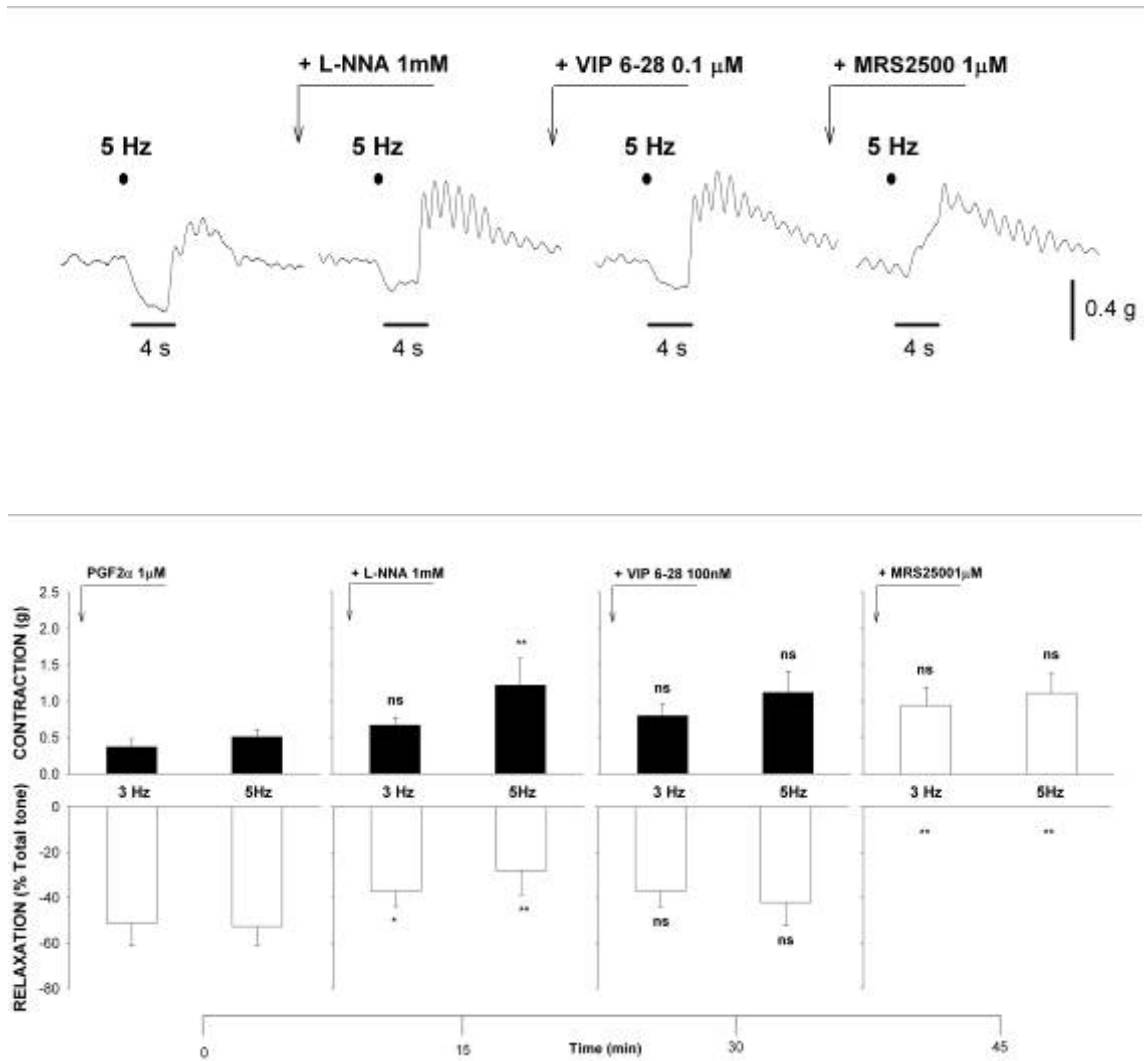 + L-NNA 1mM + VIP 6-28 0.1 μM + MRS2500 1μM
5 Hz 5 Hz 5 Hz 5 Hz
4 s 4 s 4 s 4 s
0.4 g
PGF2α 1μM + L-NNA 1mM + VIP 6-28 100nM + MRS25001μM
CONTRACTION (g)
2.5
2.0
1.5
1.0
0.5
0.0
ns ** ns ns ns ns
3 Hz 5Hz 3 Hz 5Hz 3 Hz 5Hz 3 Hz 5Hz
RELAXATION (% Total tone)
0
-20
-40
-60
-80
* ** ns ns ** **
0 15 30 45
Time (min)